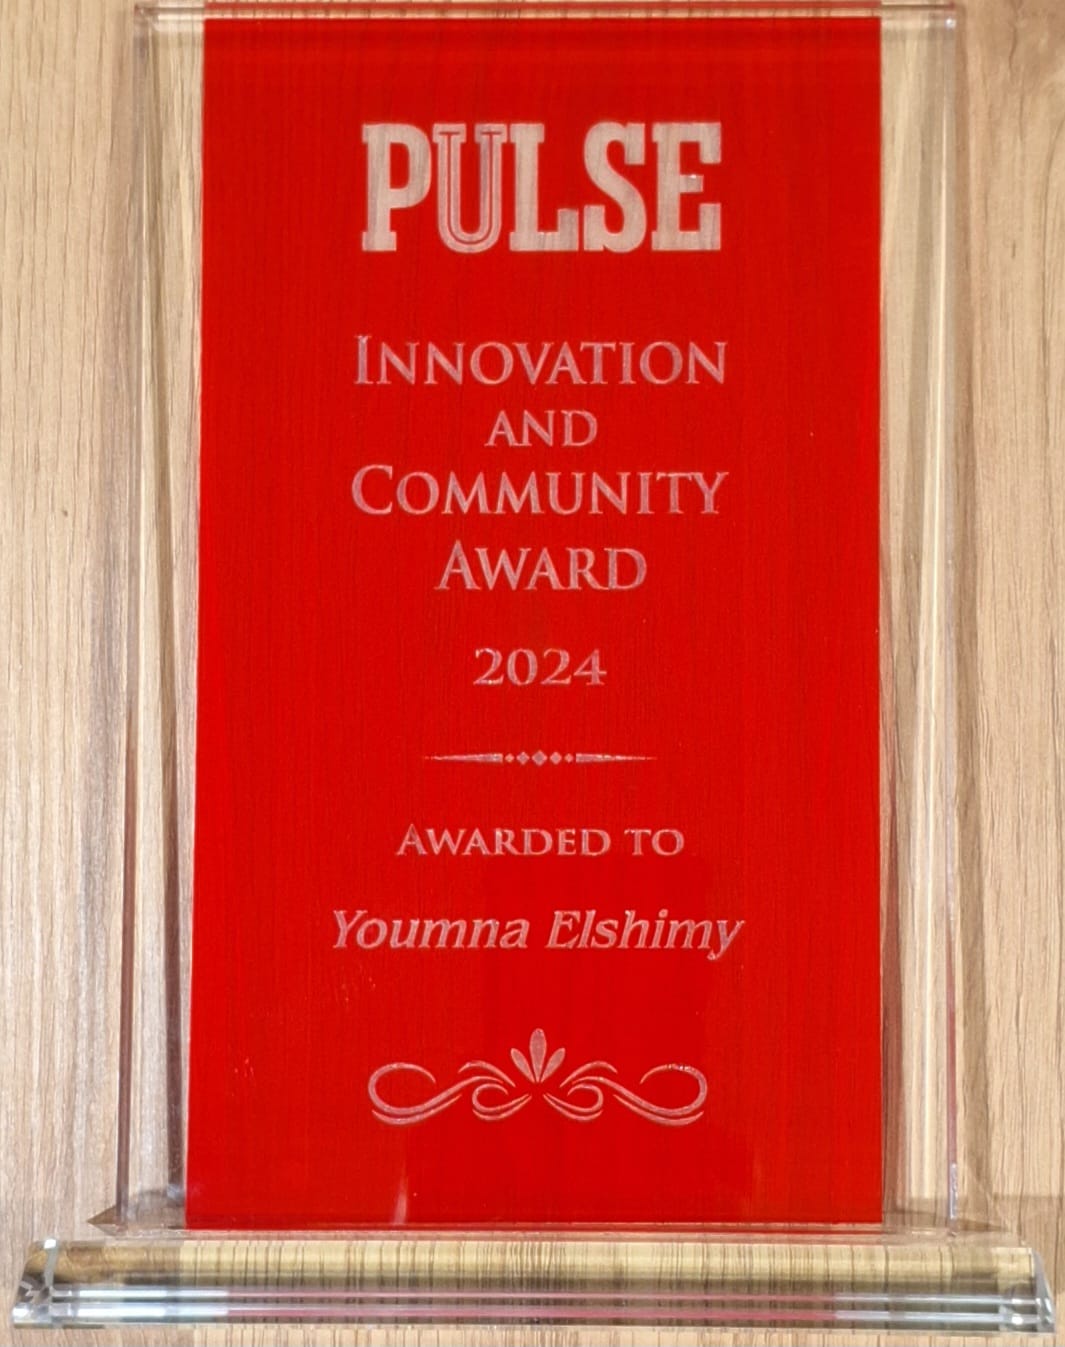 PULSE
INNOVATION
AND
COMMUNITY
AWARD
2024
AWARDED TO
Youmna Elshimy